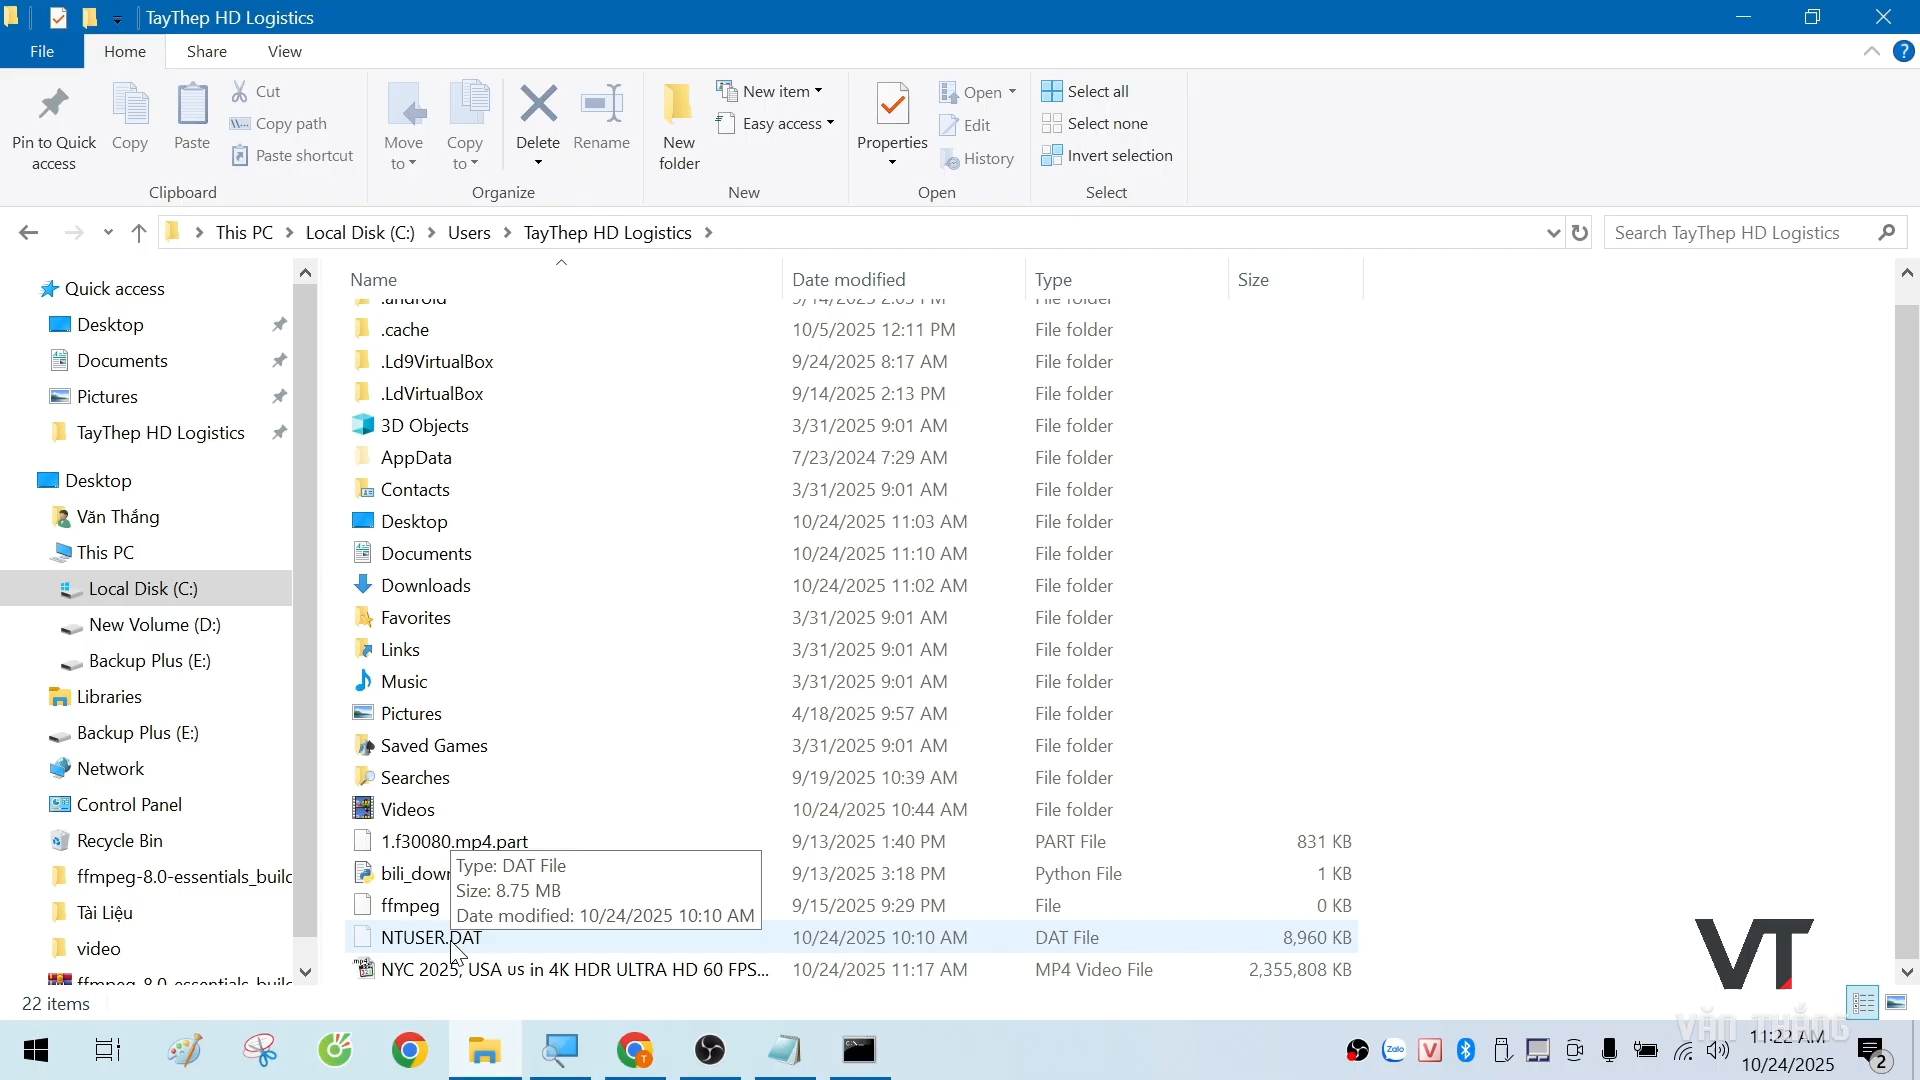 TayThep HD Logistics
File Home Share View
Pin to Quick access
Copy
Paste
Cut
Copy path
Paste shortcut
Clipboard
Move to
Copy to
Delete
Rename
Organize
New folder
New item
Easy access
New
Properties
Open
Edit
History
Open
Select all
Select none
Invert selection
Select
This PC Local Disk (C:) Users TayThep HD Logistics
Search TayThep HD Logistics
Quick access
Desktop
Documents
Pictures
TayThep HD Logistics
Desktop
Văn Thắng
This PC
Local Disk (C:)
New Volume (D:)
Backup Plus (E:)
Libraries
Backup Plus (E:)
Network
Control Panel
Recycle Bin
ffmpeg-8.0-essentials_build
Tài Liệu
video
ffmpeg-8.0-essentials_build
Name Date modified Type Size
.android 9/14/2025 2:03 PM File folder
.cache 10/5/2025 12:11 PM File folder
.Ld9VirtualBox 9/24/2025 8:17 AM File folder
.LdVirtualBox 9/14/2025 2:13 PM File folder
3D Objects 3/31/2025 9:01 AM File folder
AppData 7/23/2024 7:29 AM File folder
Contacts 3/31/2025 9:01 AM File folder
Desktop 10/24/2025 11:03 AM File folder
Documents 10/24/2025 11:10 AM File folder
Downloads 10/24/2025 11:02 AM File folder
Favorites 3/31/2025 9:01 AM File folder
Links 3/31/2025 9:01 AM File folder
Music 3/31/2025 9:01 AM File folder
Pictures 4/18/2025 9:57 AM File folder
Saved Games 3/31/2025 9:01 AM File folder
Searches 9/19/2025 10:39 AM File folder
Videos 10/24/2025 10:44 AM File folder
1.f30080.mp4.part 9/13/2025 1:40 PM PART File 831 KB
bili_dow 9/13/2025 3:18 PM Python File 1 KB
ffmpeg 9/15/2025 9:29 PM File 0 KB
NTUSER.DAT 10/24/2025 10:10 AM DAT File 8,960 KB
NYC 2025, USA us in 4K HDR ULTRA HD 60 FPS... 10/24/2025 11:17 AM MP4 Video File 2,355,808 KB
Type: DAT File
Size: 8.75 MB
Date modified: 10/24/2025 10:10 AM
22 items
VT
VĂN THẮNG
Zalo
V
11:22 AM
10/24/2025
2